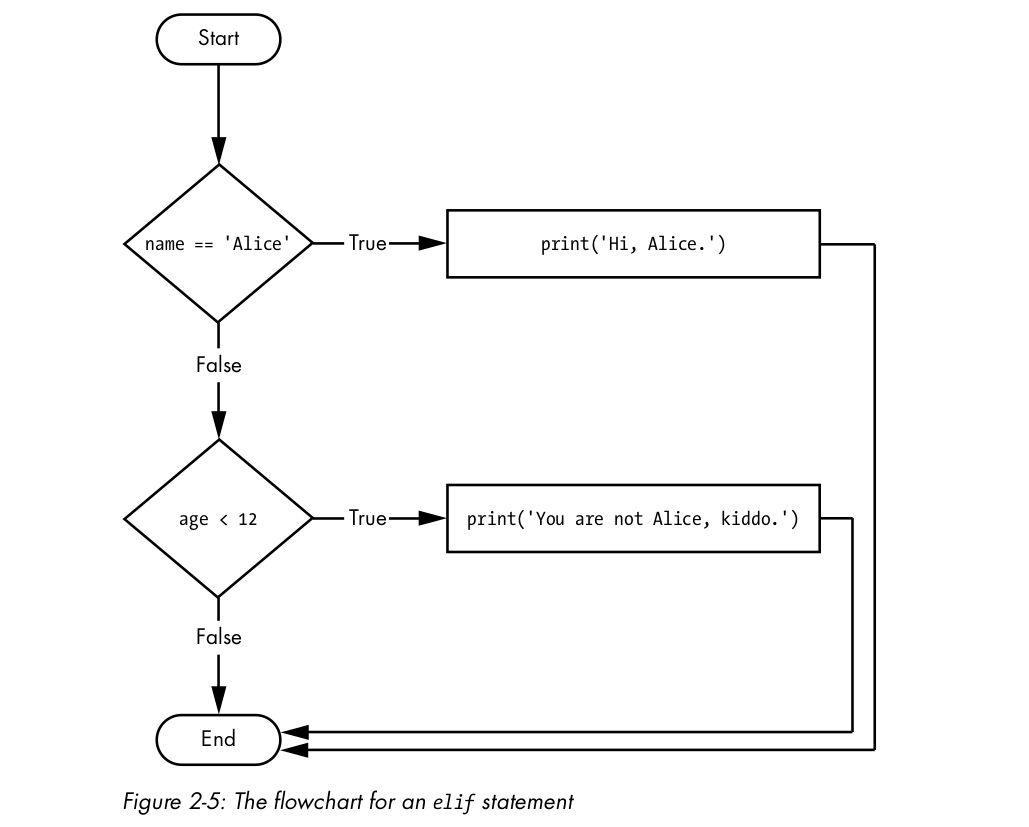 Start
name == 'Alice'
True
print('Hi, Alice.')
False
age < 12
True
print('You are not Alice, kiddo.')
False
End
Figure 2-5: The flowchart for an elif statement